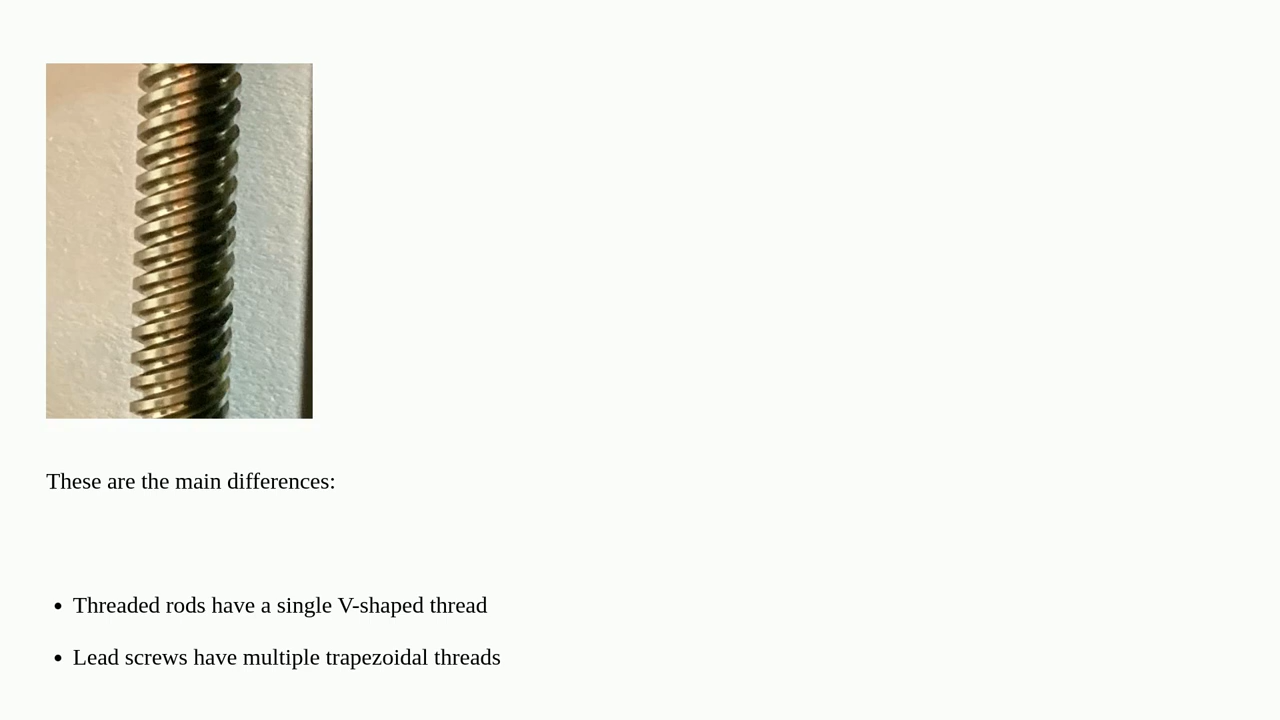 These are the main differences:
Threaded rods have a single V-shaped thread
Lead screws have multiple trapezoidal threads